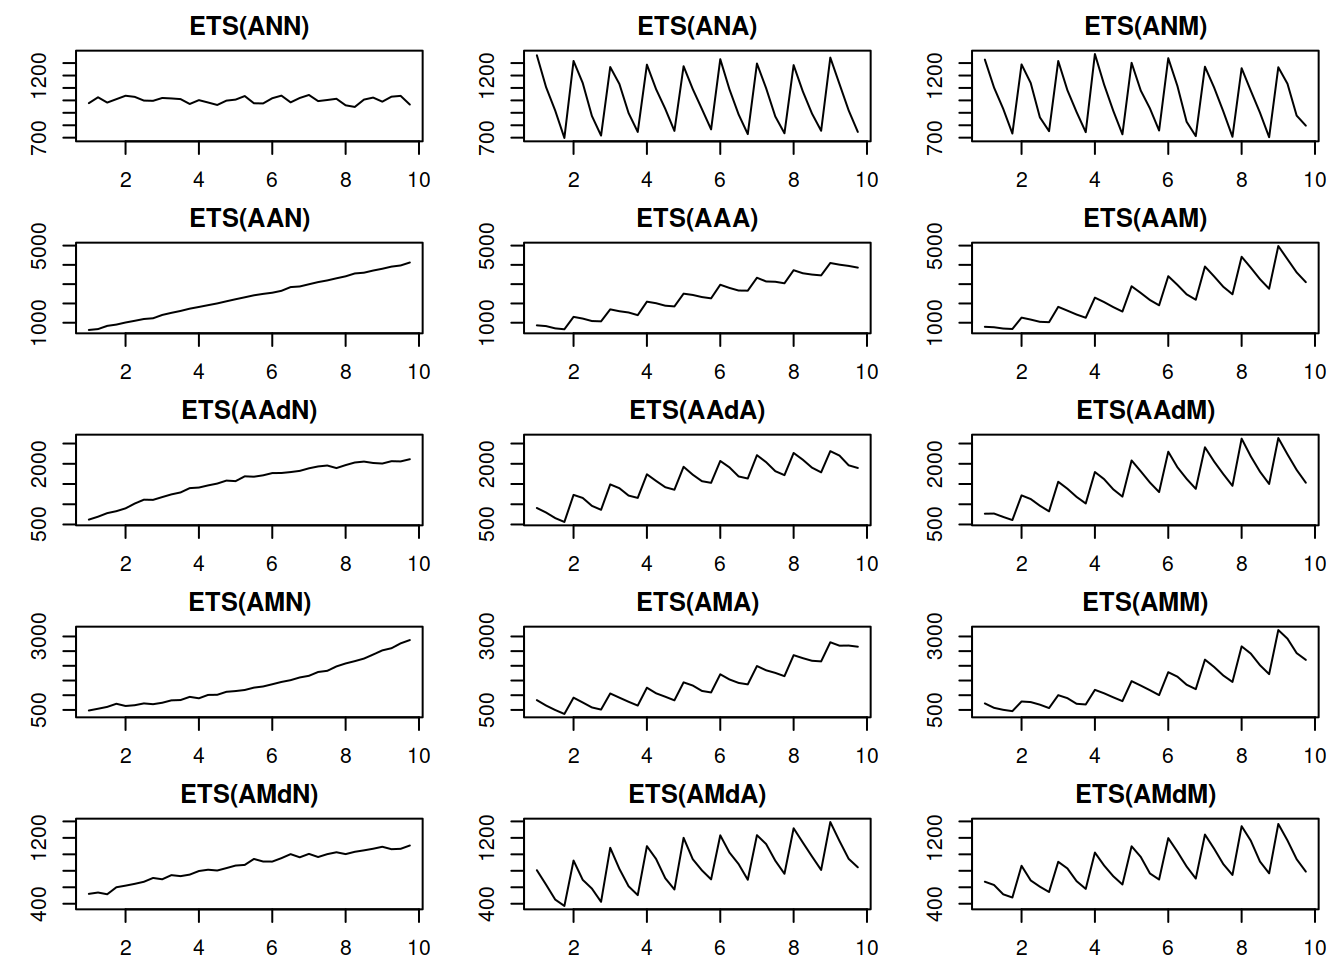 ETS(ANN) ETS(ANA) ETS(ANM)
1200 1200 1200
700 700 700
2 4 6 8 10 2 4 6 8 10 2 4 6 8 10
ETS(AAN) ETS(AAA) ETS(AAM)
5000 5000 5000
1000 1000 1000
2 4 6 8 10 2 4 6 8 10 2 4 6 8 10
ETS(AAdN) ETS(AAdA) ETS(AAdM)
2000 2000 2000
500 500 500
2 4 6 8 10 2 4 6 8 10 2 4 6 8 10
ETS(AMN) ETS(AMA) ETS(AMM)
3000 3000 3000
500 500 500
2 4 6 8 10 2 4 6 8 10 2 4 6 8 10
ETS(AMdN) ETS(AMdA) ETS(AMdM)
1200 1200 1200
400 400 400
2 4 6 8 10 2 4 6 8 10 2 4 6 8 10